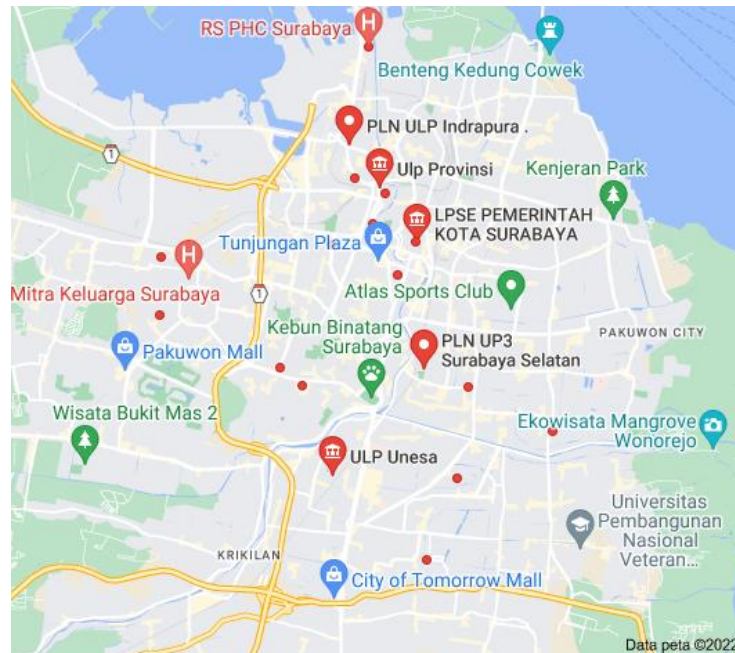 RS PHC Surabaya
H
Benteng Kedung Cowek
PLN ULP Indrapura .
1
Ulp Provinsi
Kenjeran Park
LPSE PEMERINTAH
KOTA SURABAYA
Tunjungan Plaza
H
Mitra Keluarga Surabaya
1
Atlas Sports Club
Kebun Binatang
Surabaya
PLN UP3
Surabaya Selatan
PAKUWON CITY
Pakuwon Mall
Wisata Bukit Mas 2
Ekowisata Mangrove
Wonorejo
ULP Unesa
Universitas
Pembangunan
Nasional
Veteran...
KRIKILAN
City of Tomorrow Mall
Data peta ©2022